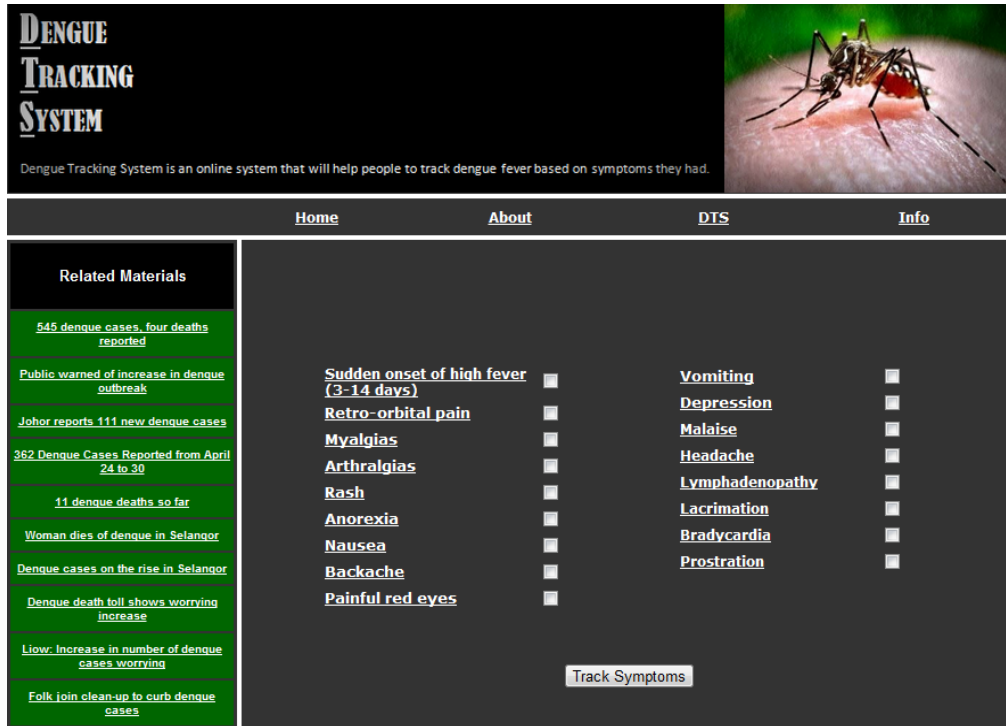 DENGUE
TRACKING
SYSTEM
Dengue Tracking System is an online system that will help people to track dengue fever based on symptoms they had.
Home About DTS Info
Related Materials
545 dengue cases, four deaths
reported
Public warned of increase in dengue
outbreak
Johor reports 111 new dengue cases
362 Dengue Cases Reported from April
24 to 30
11 dengue deaths so far
Woman dies of dengue in Selangor
Dengue cases on the rise in Selangor
Dengue death toll shows worrying
increase
Liow: Increase in number of dengue
cases worrying
Folk join clean-up to curb dengue
cases
Sudden onset of high fever
(3-14 days)
Retro-orbital pain
Myalgias
Arthralgias
Rash
Anorexia
Nausea
Backache
Painful red eyes
Vomiting
Depression
Malaise
Headache
Lymphadenopathy
Lacrimation
Bradycardia
Prostration
Track Symptoms